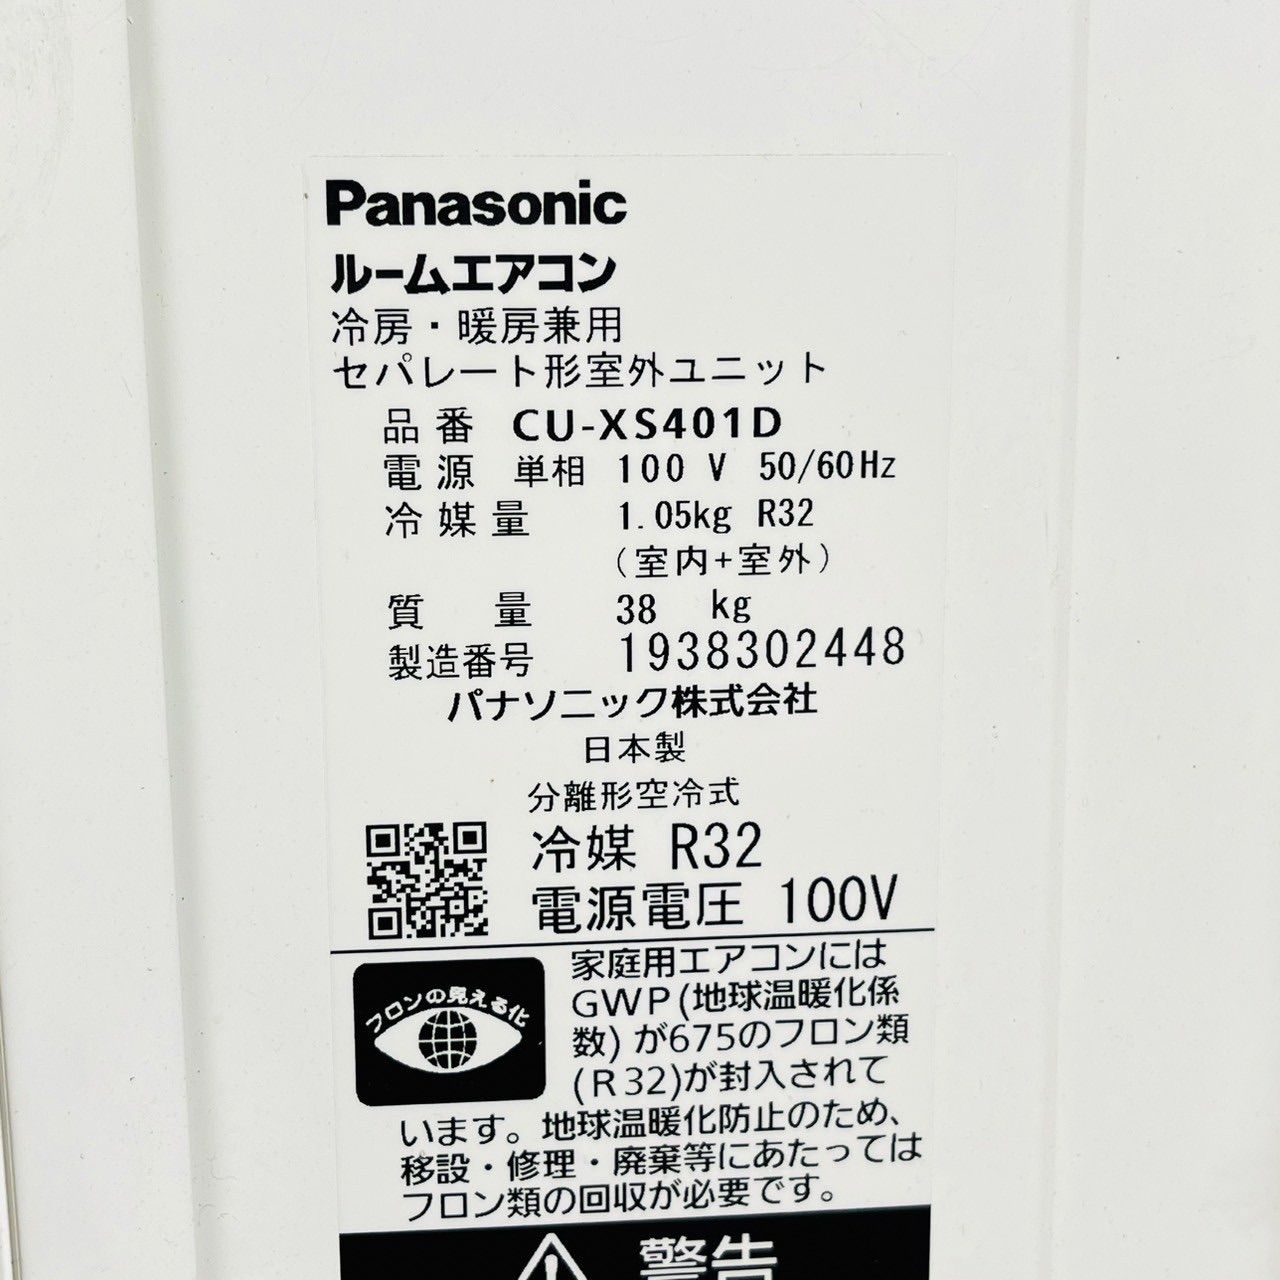 Panasonic
ルームエアコン
冷房・暖房兼用
セパレート形室外ユニット
品番 CU-XS401D
電源 単相 100 V 50/60Hz
冷媒量 1.05kg R32
(室内+室外)
質量 38 kg
製造番号 1938302448
パナソニック株式会社
日本製
分離形空冷式
冷媒 R32
電源電圧 100V
フロンの見える化
家庭用エアコンには
GWP(地球温暖化係
数)が675のフロン類
(R32)が封入されて
います。地球温暖化防止のため、
移設・修理・廃棄等にあたっては
フロン類の回収が必要です。
警告